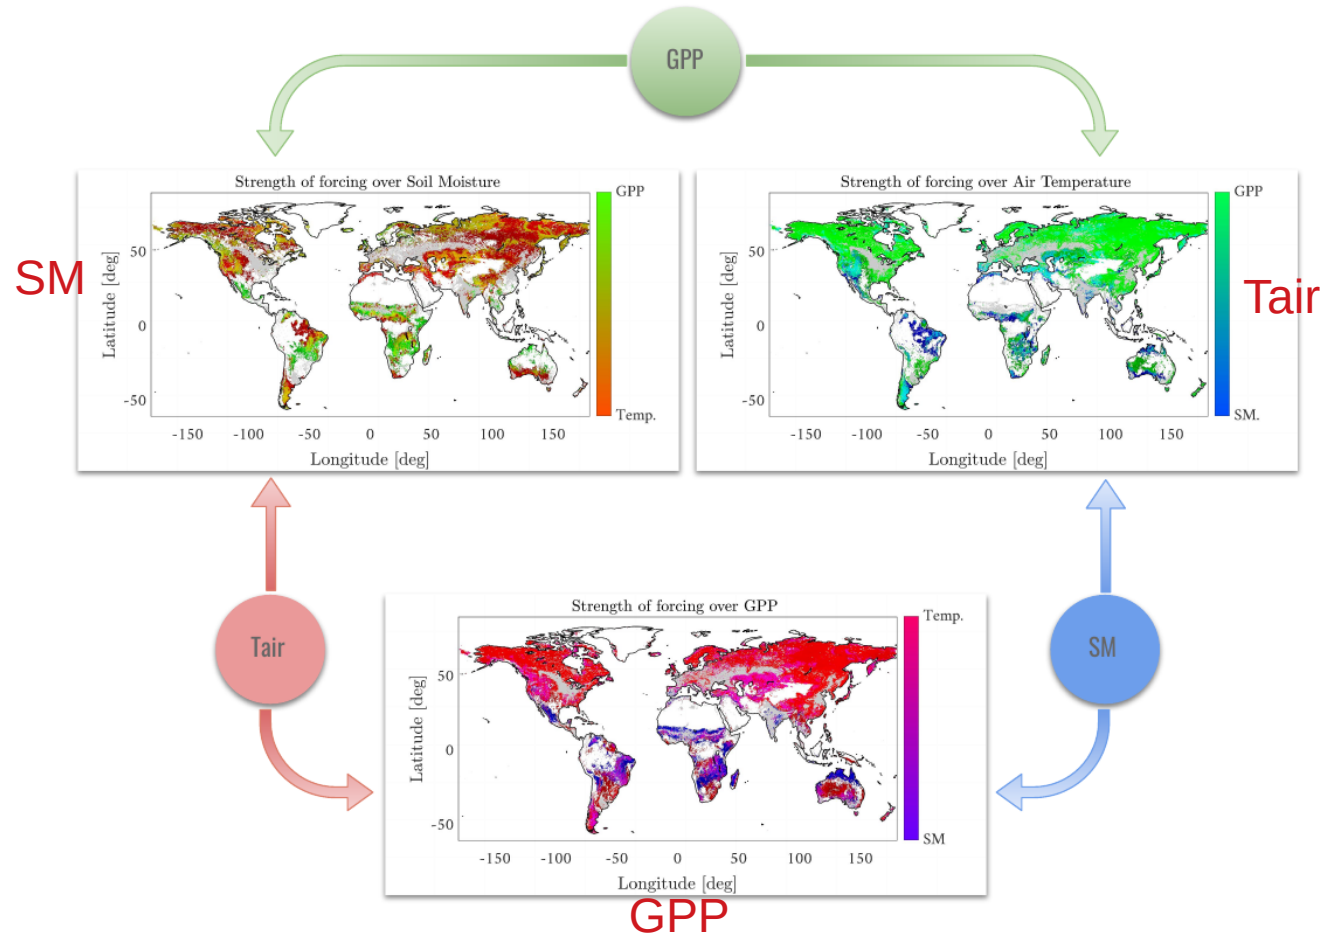 GPP
Strength of forcing over Soil Moisture
GPP
50
0
-50
Latitude [deg]
Temp.
-150 -100 -50 0 50 100 150
Longitude [deg]
SM
Strength of forcing over Air Temperature
GPP
50
0
-50
Latitude [deg]
SM.
-150 -100 -50 0 50 100 150
Longitude [deg]
Tair
Tair
Strength of forcing over GPP
Temp.
50
0
-50
Latitude [deg]
SM
-150 -100 -50 0 50 100 150
Longitude [deg]
SM
GPP